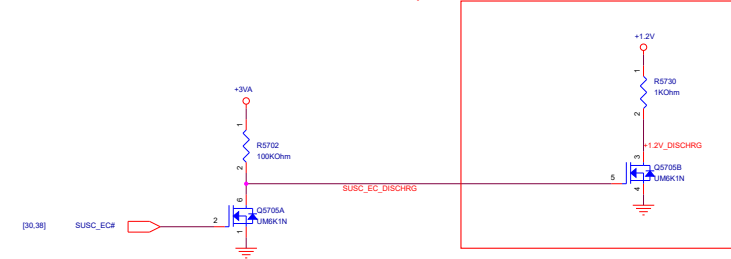 +1.2V
1
R5730
1KOhm
2
+3VA
1
R5702
100KOhm
2
+1.2V_DISCHRG
3
Q5705B
5
UM6K1N
4
SUSC_EC_DISCHRG
6
Q5705A
[30,38]
SUSC_EC#
2
UM6K1N
1